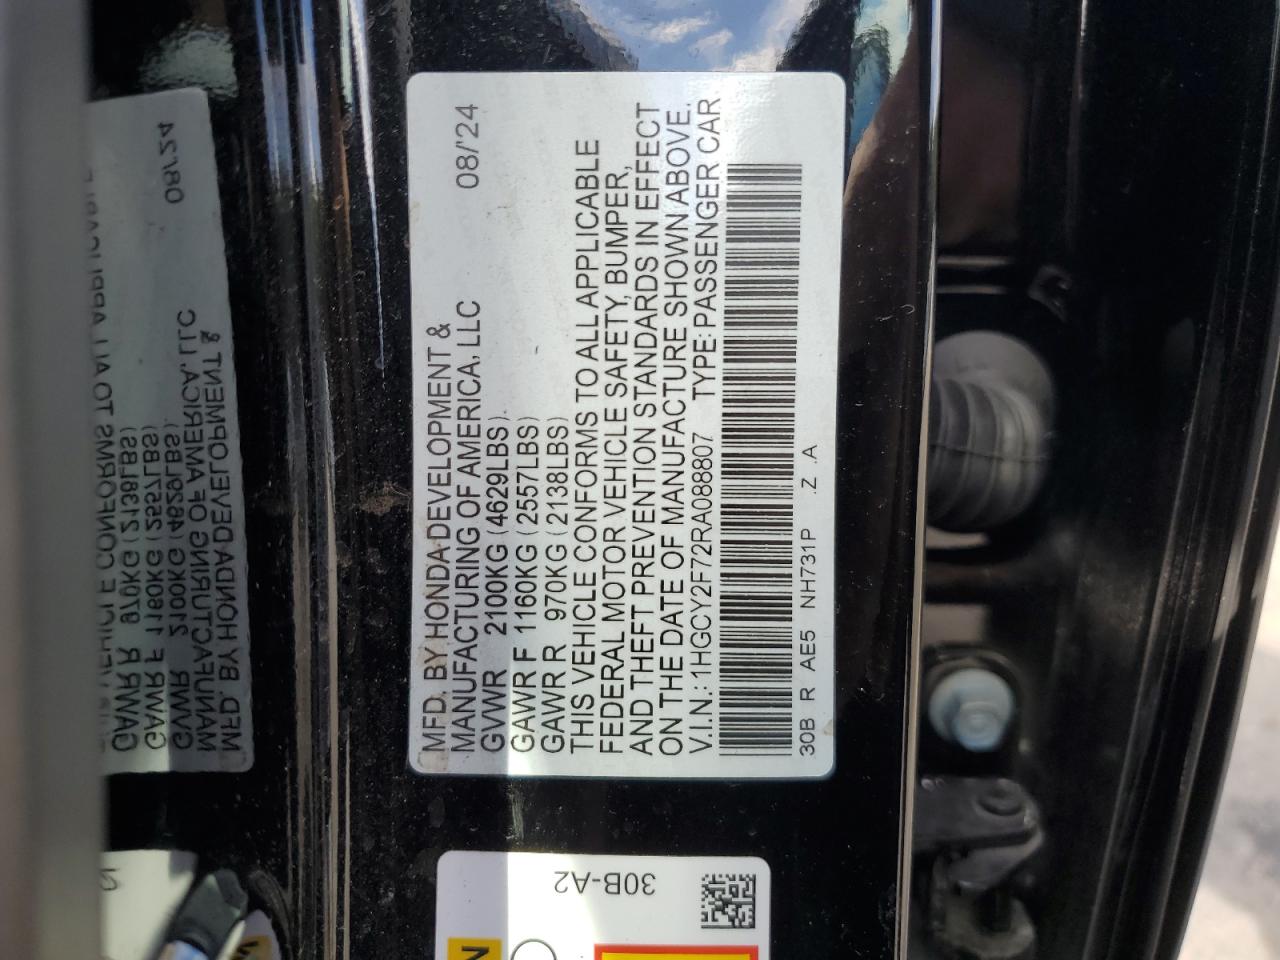 MFD. BY HONDA DEVELOPMENT &
MANUFACTURING OF AMERICA, LLC 08/'24
GVWR 2100KG (4629LBS)
GAWR F 1160KG (2557LBS)
GAWR R 970KG (2138LBS)
THIS VEHICLE CONFORMS TO ALL APPLICABLE
FEDERAL MOTOR VEHICLE SAFETY, BUMPER,
AND THEFT PREVENTION STANDARDS IN EFFECT
ON THE DATE OF MANUFACTURE SHOWN ABOVE.
V.I.N.: 1HGCY2F72RA088807 TYPE: PASSENGER CAR
30B R AE5 NH731P .Z .A
30B-A2